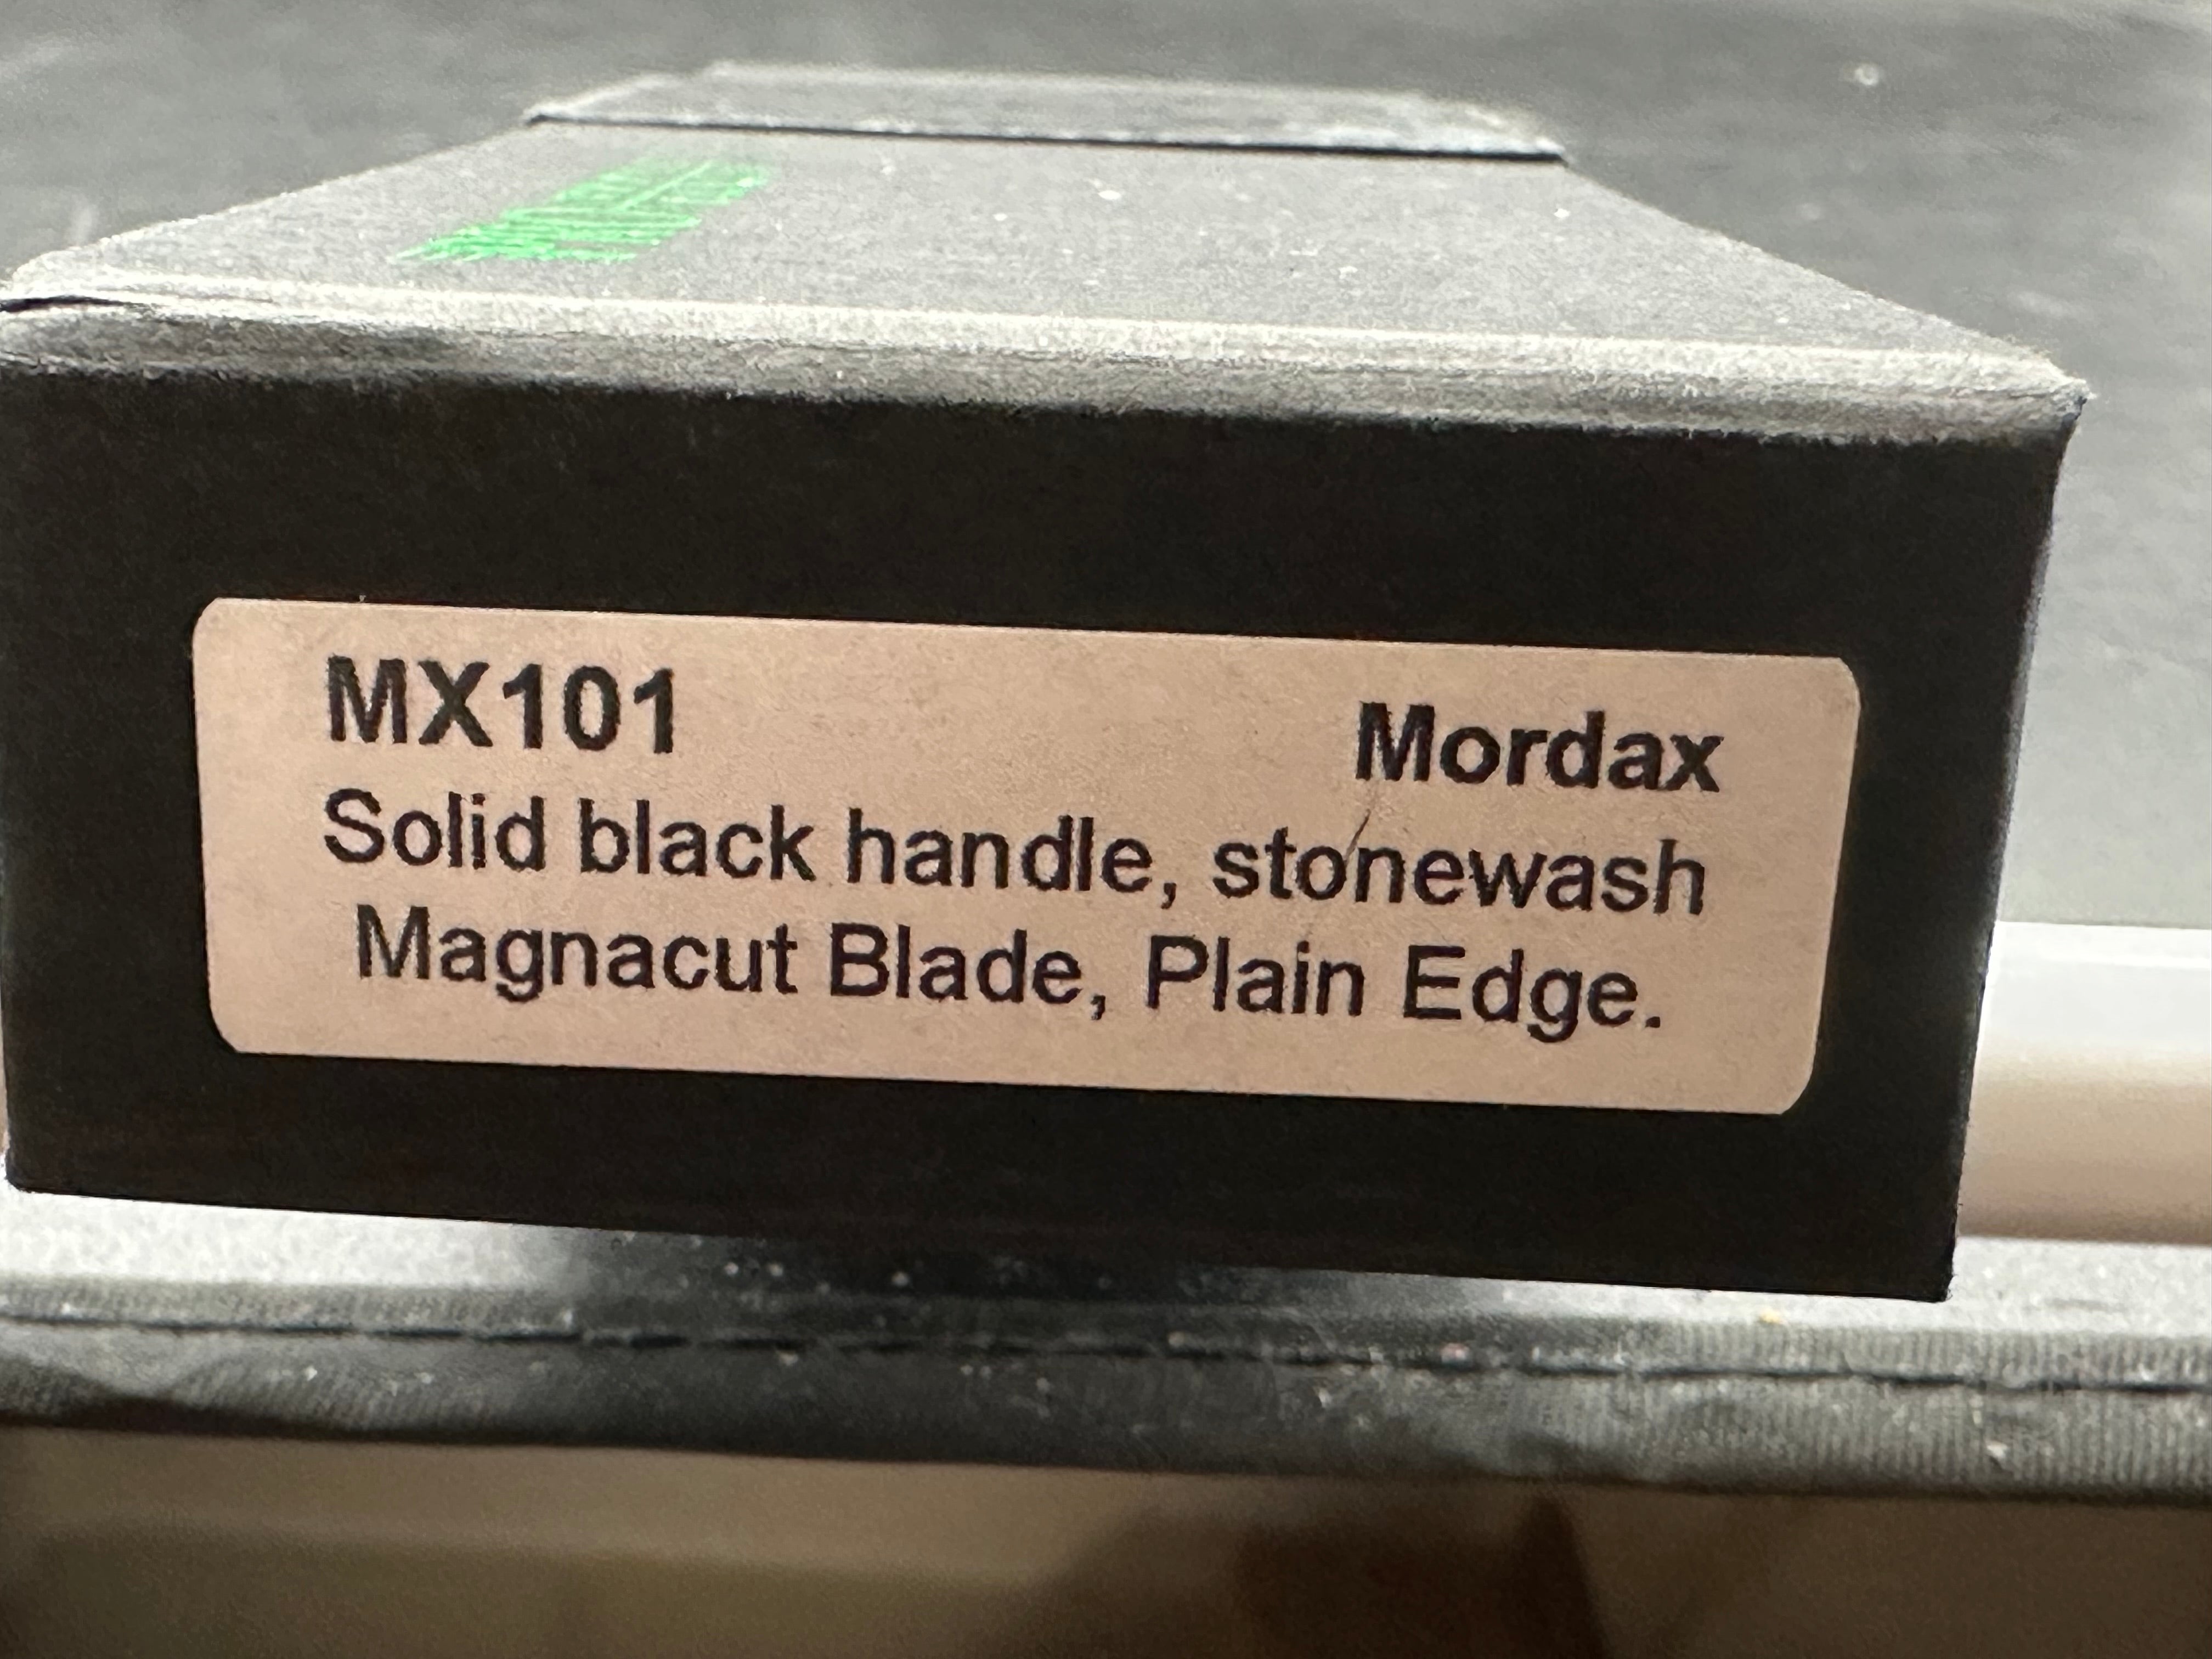 MX101 Mordax
Solid black handle, stonewash
Magnacut Blade, Plain Edge.